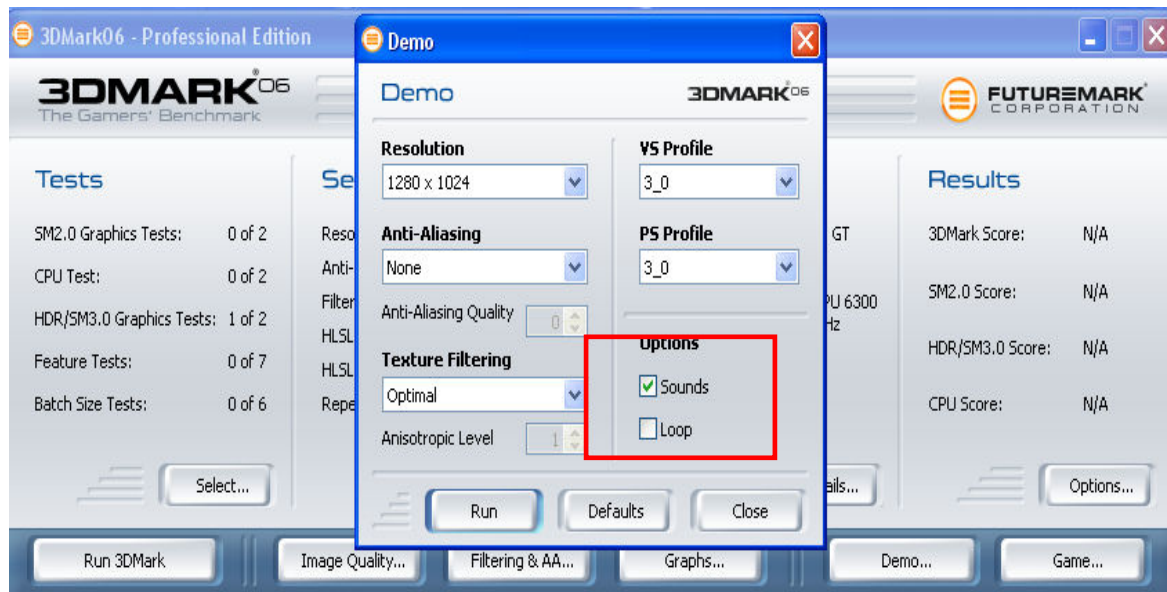 3DMark06 - Professional Edition
Demo
3DMARK06
The Gamers' Benchmark
FUTUREMARK
CORPORATION
Demo
3DMARK06
Resolution
1280 x 1024
Anti-Aliasing
None
Anti-Aliasing Quality
0
Texture Filtering
Optimal
Anisotropic Level
1
VS Profile
3_0
PS Profile
3_0
Options
Sounds
Loop
Run
Defaults
Close
Tests
SM2.0 Graphics Tests: 0 of 2
CPU Test: 0 of 2
HDR/SM3.0 Graphics Tests: 1 of 2
Feature Tests: 0 of 7
Batch Size Tests: 0 of 6
Select...
Se
Reso
Anti-
Filter
HLSL
HLSL
Repe
GT
PU 6300
Hz
ails...
Results
3DMark Score: N/A
SM2.0 Score: N/A
HDR/SM3.0 Score: N/A
CPU Score: N/A
Options...
Run 3DMark
Image Quality...
Filtering & AA...
Graphs...
Demo...
Game...